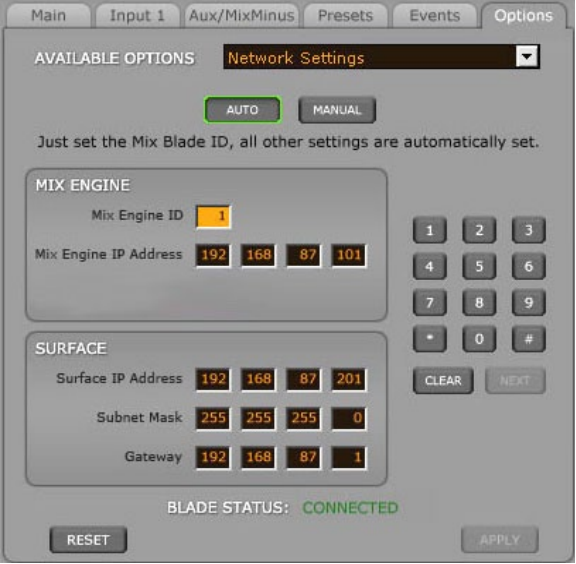 Main Input 1 Aux/MixMinus Presets Events Options
AVAILABLE OPTIONS Network Settings
AUTO MANUAL
Just set the Mix Blade ID, all other settings are automatically set.
MIX ENGINE
Mix Engine ID 1
Mix Engine IP Address 192 168 87 101
1 2 3
4 5 6
7 8 9
* 0 #
CLEAR NEXT
SURFACE
Surface IP Address 192 168 87 201
Subnet Mask 255 255 255 0
Gateway 192 168 87 1
BLADE STATUS: CONNECTED
RESET APPLY